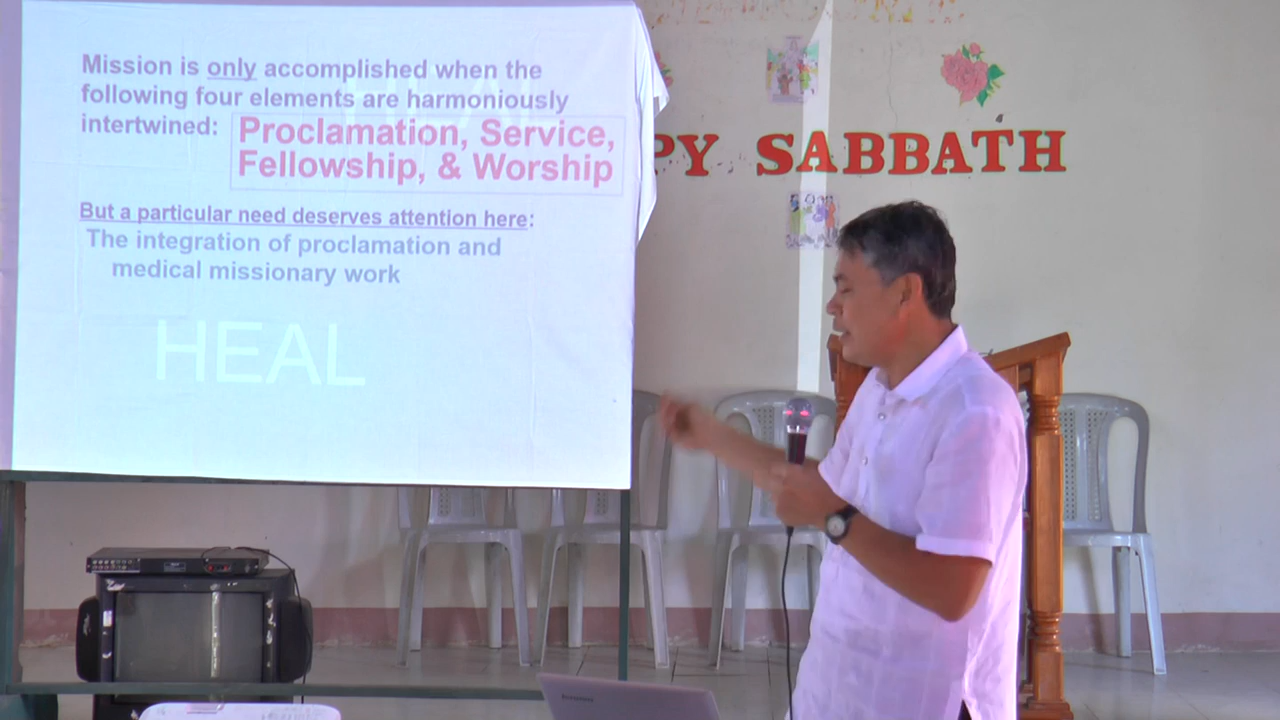 Mission is only accomplished when the
following four elements are harmoniously
intertwined: Proclamation, Service,
Fellowship, & Worship
But a particular need deserves attention here:
The integration of proclamation and
medical missionary work
HEAL
PY SABBATH